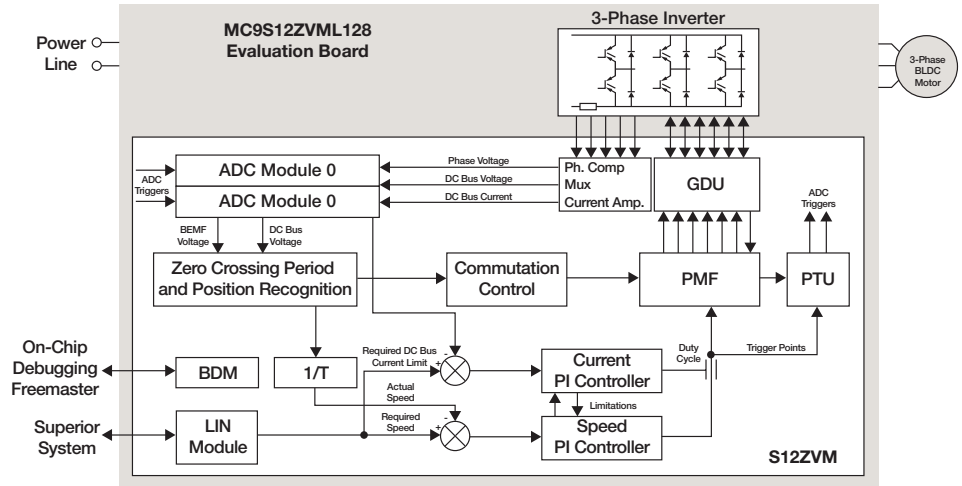 MC9S12ZVML128
Evaluation Board
3-Phase Inverter
Power
Line
3-Phase
BLDC
Motor
ADC Module 0
ADC Module 0
ADC
Triggers
Phase Voltage
DC Bus Voltage
DC Bus Current
Ph. Comp
Mux
Current Amp.
GDU
ADC
Triggers
BEMF
Voltage
DC Bus
Voltage
Zero Crossing Period
and Position Recognition
Commutation
Control
PMF
PTU
On-Chip
Debugging
Freemaster
BDM
1/T
Required DC Bus
Current Limit
-
+
Current
PI Controller
Duty
Cycle
Trigger Points
Actual
Speed
Limitations
Superior
System
LIN
Module
Required
Speed
-
+
Speed
PI Controller
S12ZVM